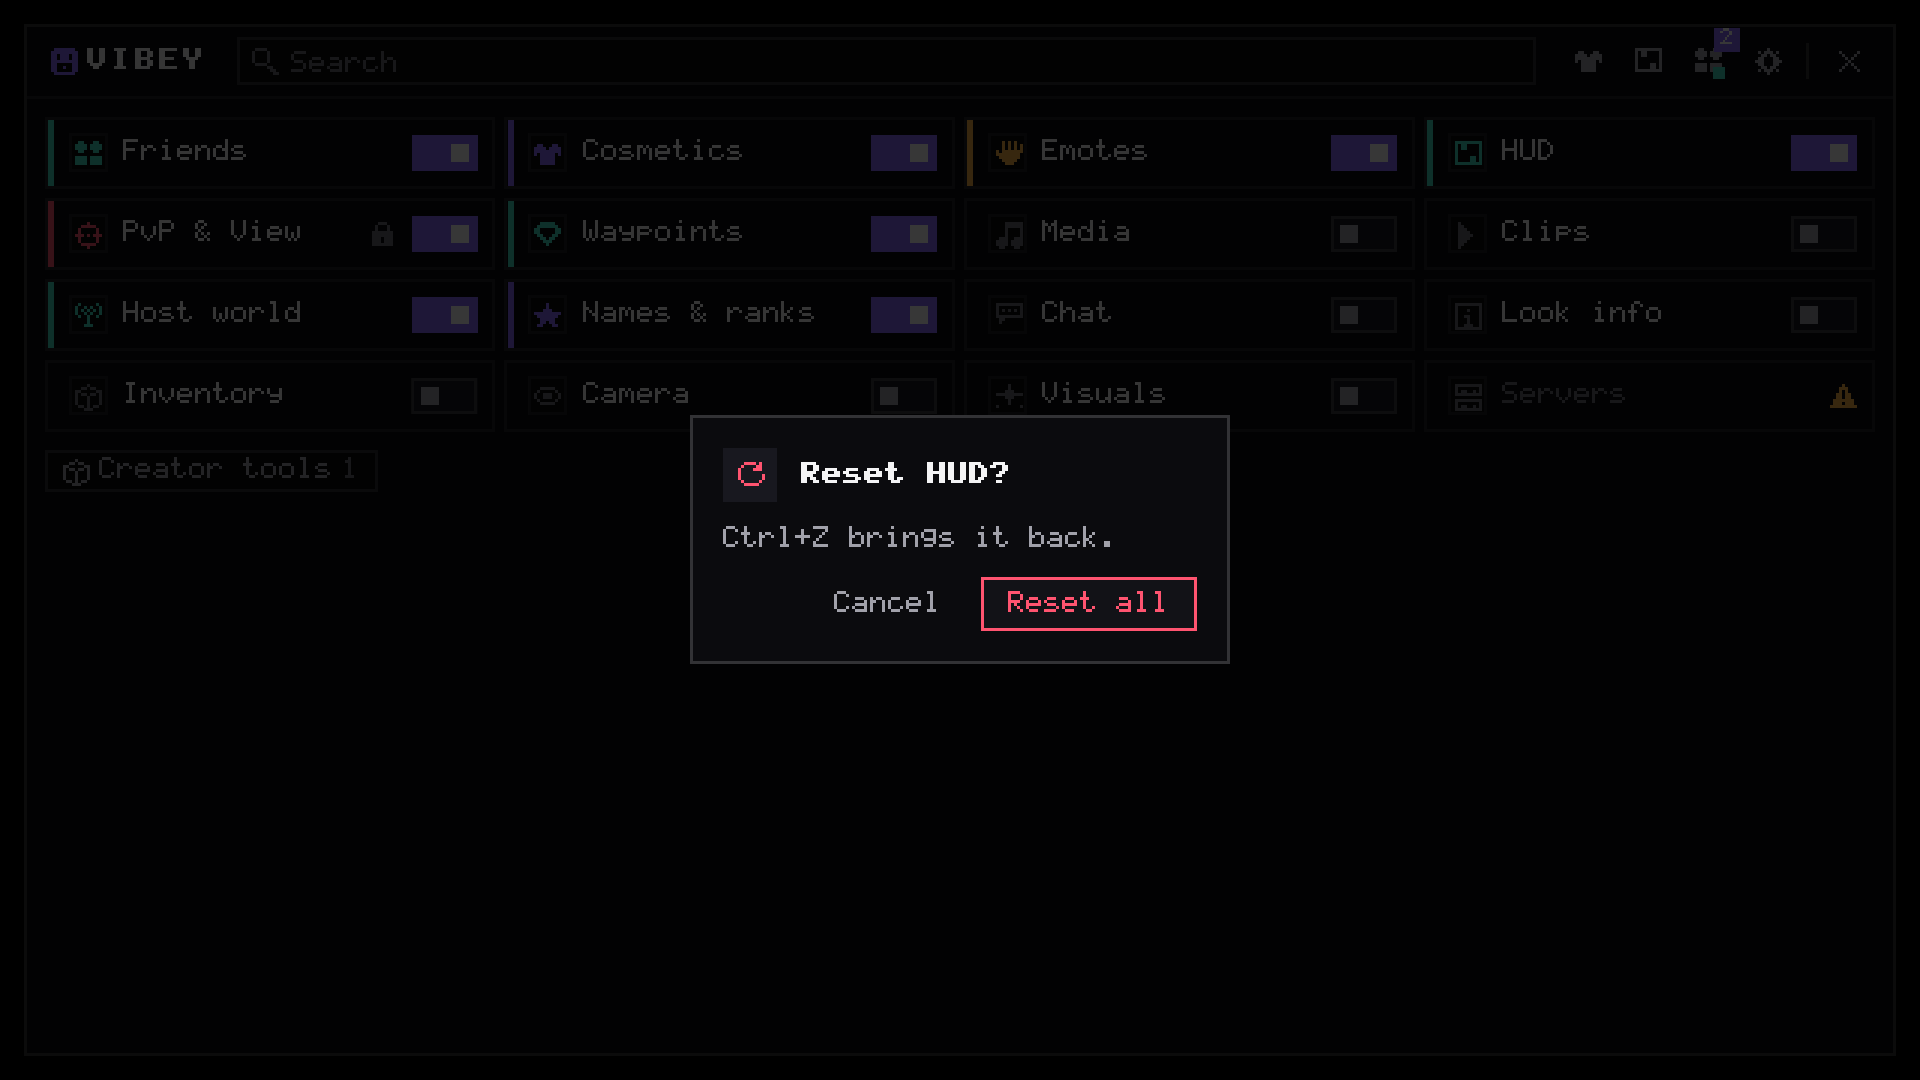 VIBEY
Search
2
Friends
Cosmetics
Emotes
HUD
PvP & View
Waypoints
Media
Clips
Host world
Names & ranks
Chat
Look info
Inventory
Camera
Visuals
Servers
Creator tools 1
Reset HUD?
Ctrl+Z brings it back.
Cancel
Reset all